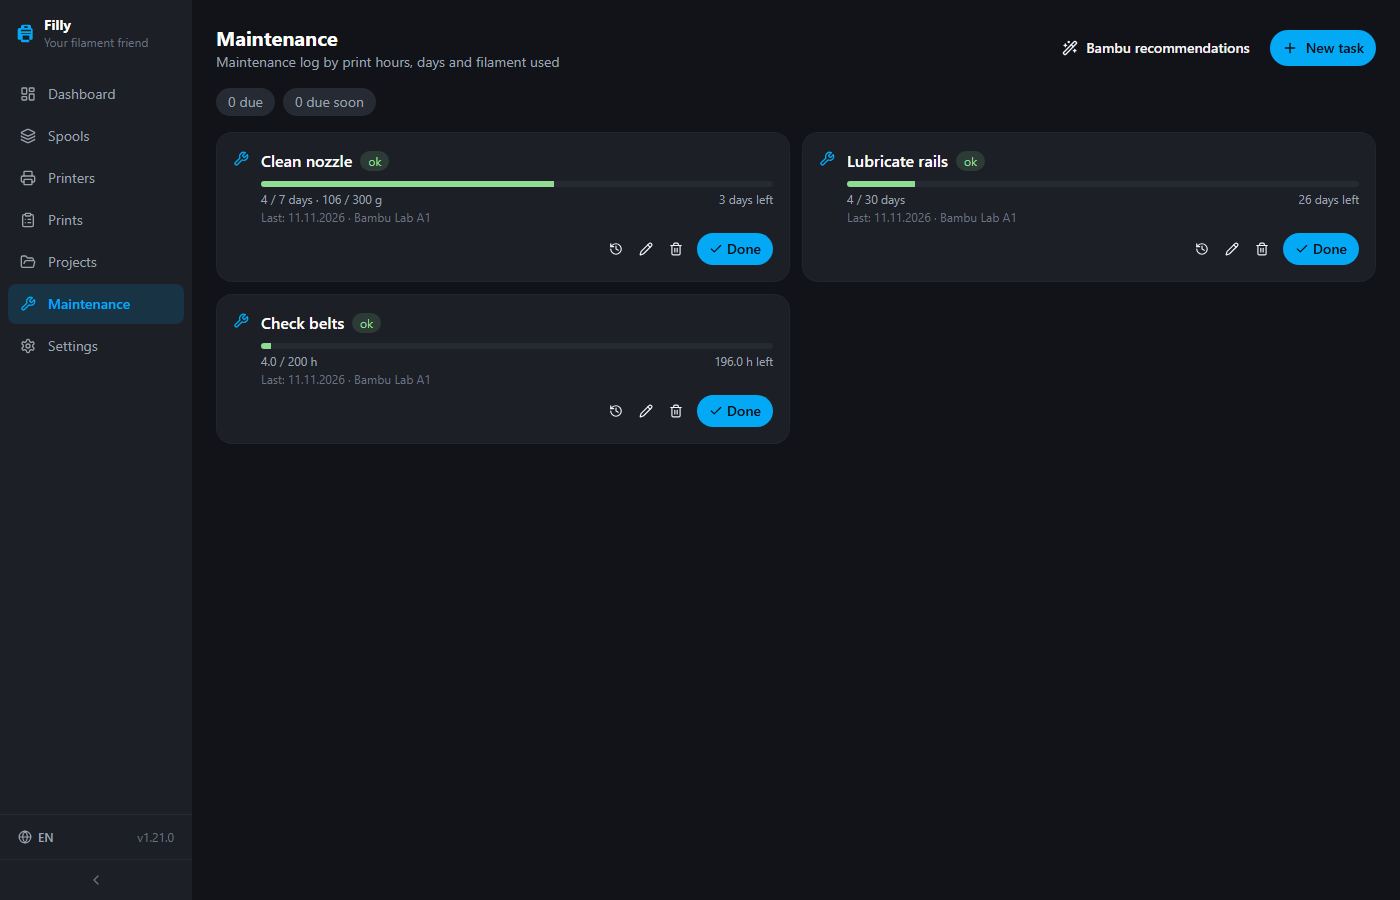 Filly
Your filament friend
Dashboard
Spools
Printers
Prints
Projects
Maintenance
Settings
EN
v1.21.0
Maintenance
Maintenance log by print hours, days and filament used
Bambu recommendations
New task
0 due
0 due soon
Clean nozzle ok
4 / 7 days · 106 / 300 g
3 days left
Last: 11.11.2026 · Bambu Lab A1
Done
Lubricate rails ok
4 / 30 days
26 days left
Last: 11.11.2026 · Bambu Lab A1
Done
Check belts ok
4.0 / 200 h
196.0 h left
Last: 11.11.2026 · Bambu Lab A1
Done